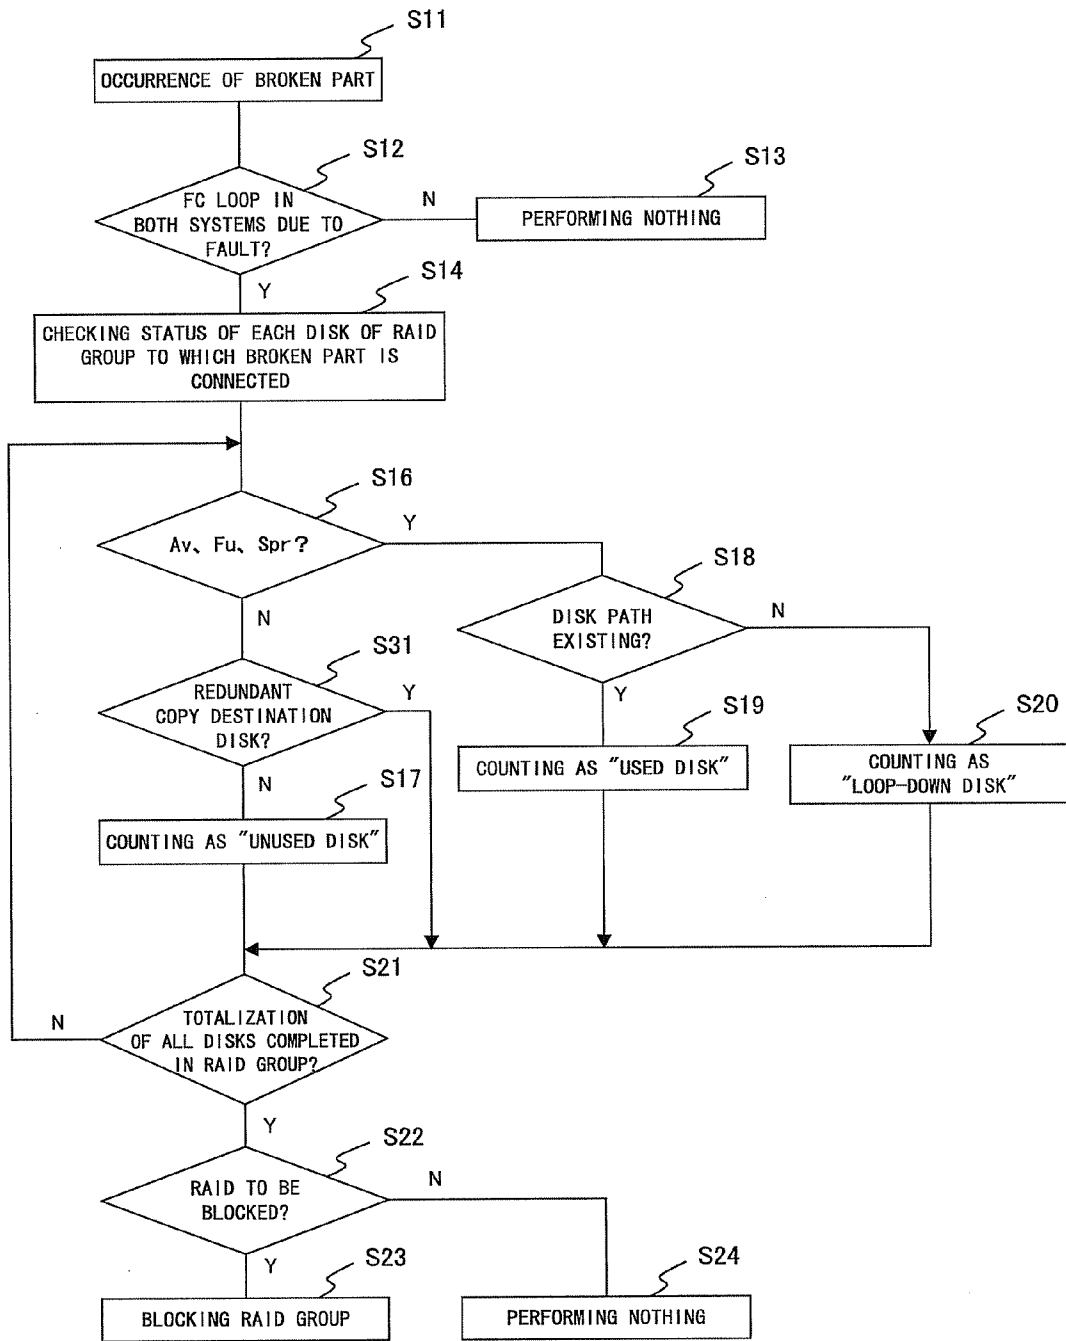 S11
OCCURRENCE OF BROKEN PART
S12
FC LOOP IN
BOTH SYSTEMS DUE TO
FAULT?
N
S13
PERFORMING NOTHING
Y
S14
CHECKING STATUS OF EACH DISK OF RAID
GROUP TO WHICH BROKEN PART IS
CONNECTED
S16
Av、Fu、Spr?
Y
N
S18
DISK PATH
EXISTING?
N
Y
S31
REDUNDANT
COPY DESTINATION
DISK?
Y
N
S19
COUNTING AS "USED DISK"
S20
COUNTING AS
"LOOP-DOWN DISK"
S17
COUNTING AS "UNUSED DISK"
S21
TOTALIZATION
OF ALL DISKS COMPLETED
IN RAID GROUP?
N
Y
S22
RAID TO BE
BLOCKED?
N
Y
S23
BLOCKING RAID GROUP
S24
PERFORMING NOTHING